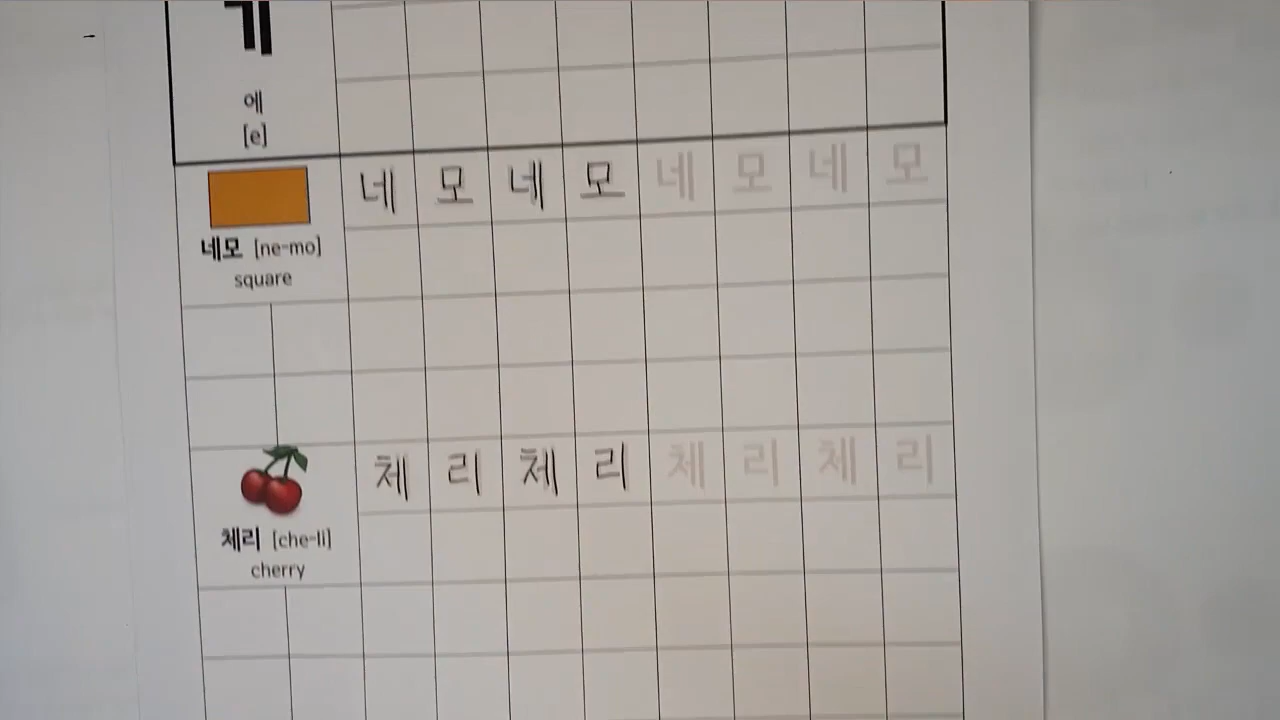 에
[e]
네 모 네 모 네 모 네 모
네모 [ne-mo]
square
체 리 체 리 체 리 체 리
체리 [che-li]
cherry